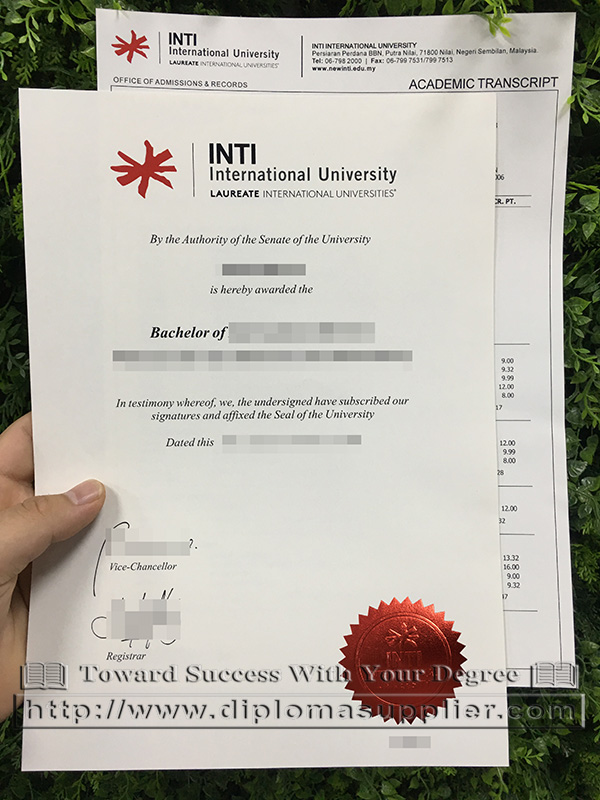 INTI
International University
LAUREATE INTERNATIONAL UNIVERSITIES
INTI INTERNATIONAL UNIVERSITY
Persiaran Perdana BBN, Putra Nilai, 71800 Nilai, Negeri Sembilan, Malaysia
Tel: 06-798 2000 | Fax: 06-799 7531/799 7513
www.newinti.edu.my
OFFICE OF ADMISSIONS & RECORDS
ACADEMIC TRANSCRIPT
006
CR. PT.
9.00
9.32
9.99
12.00
8.00
17
12.00
9.99
8.00
28
12.00
32
13.32
16.00
9.00
9.32
INTI
International University
LAUREATE INTERNATIONAL UNIVERSITIES®
By the Authority of the Senate of the University
is hereby awarded the
Bachelor of
In testimony whereof, we, the undersigned have subscribed our
signatures and affixed the Seal of the University
Dated this
Vice-Chancellor
Registrar
INTI
Toward Success With Your Degree
http://www.diplomasupplier.com